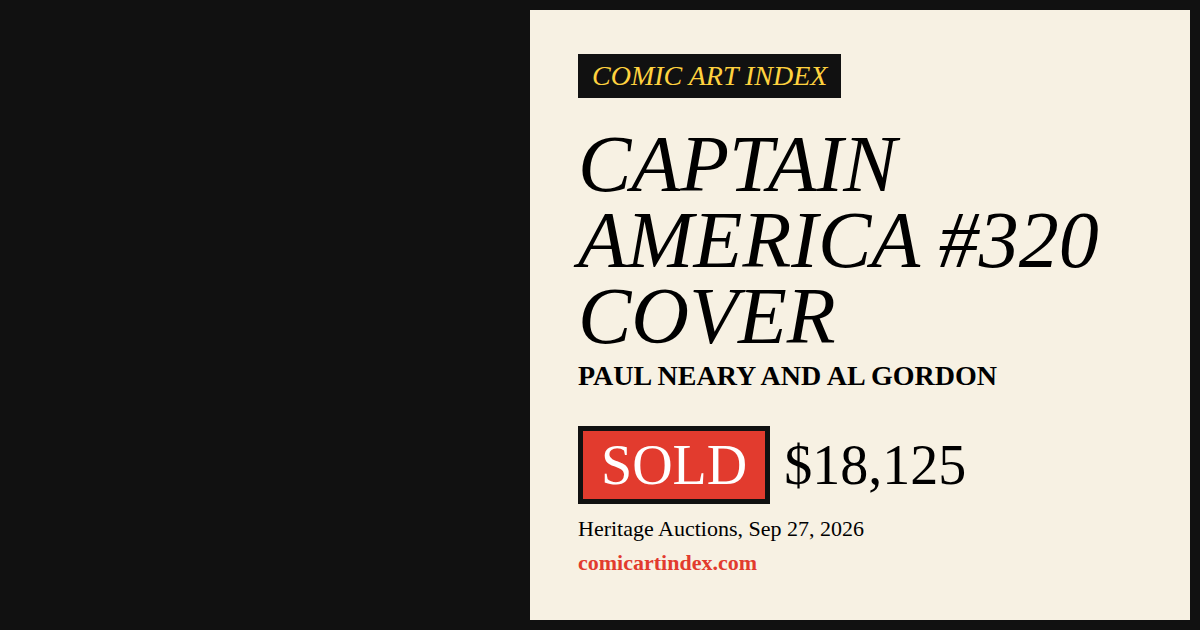 COMIC ART INDEX
CAPTAIN
AMERICA #320
COVER
PAUL NEARY AND AL GORDON
SOLD $18,125
Heritage Auctions, Sep 27, 2026
comicartindex.com